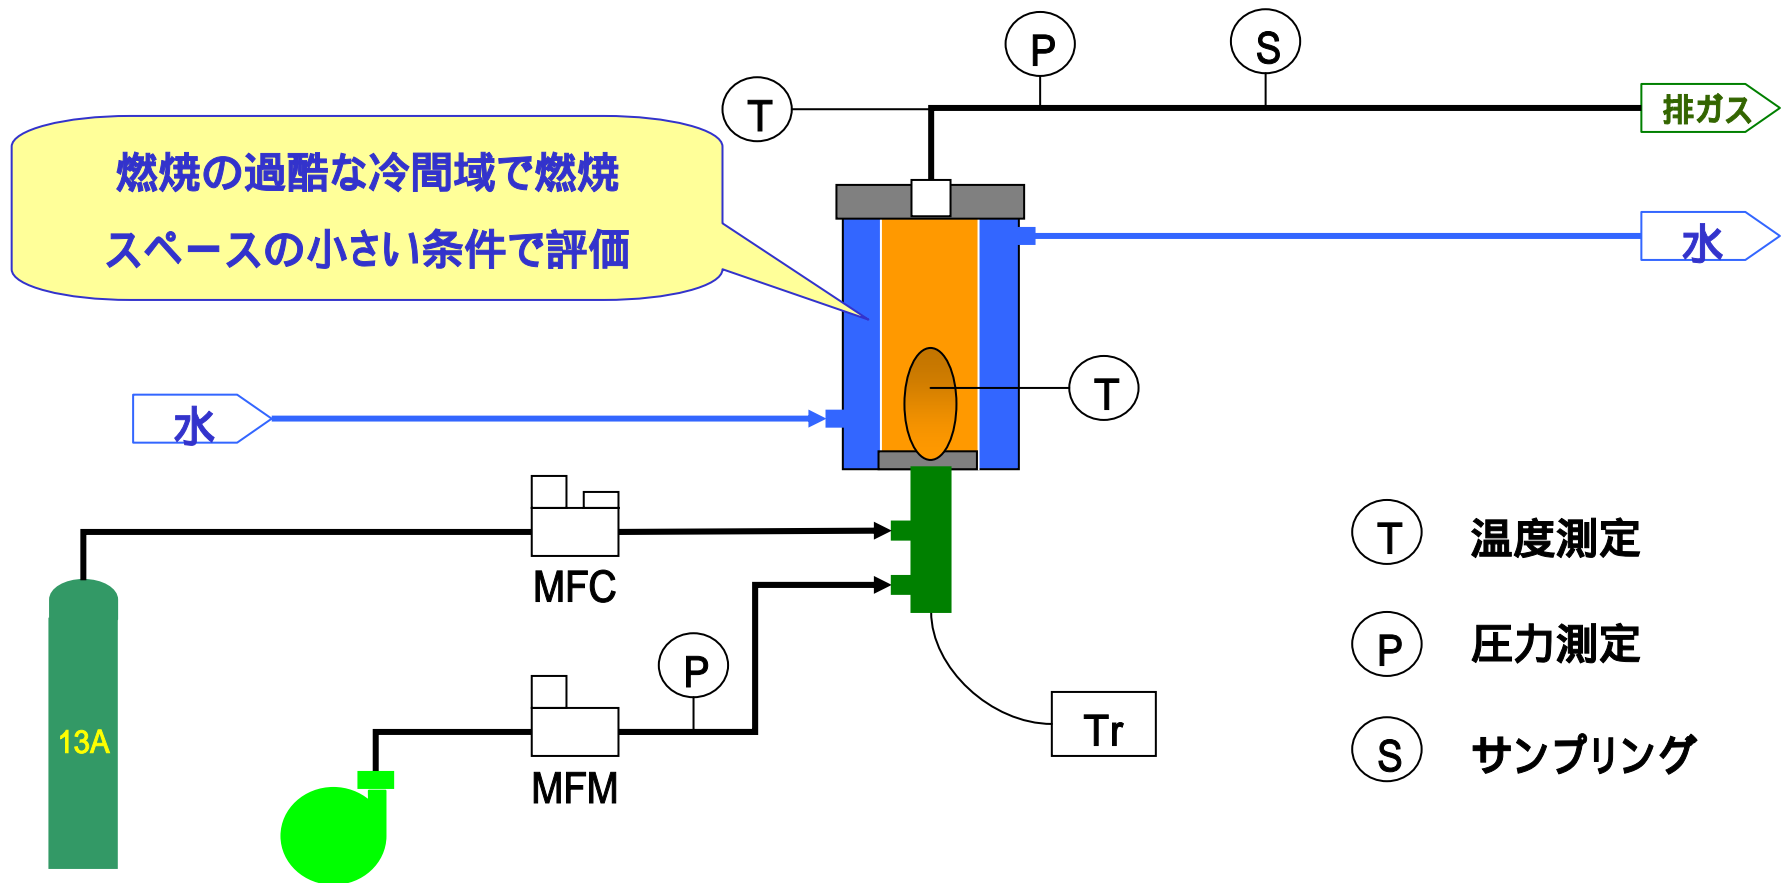 P
S
T
排ガス
燃焼の過酷な冷間域で燃焼
スペースの小さい条件で評価
水
T
水
MFC
T 温度測定
P 圧力測定
P
13A
MFM
Tr
S サンプリング